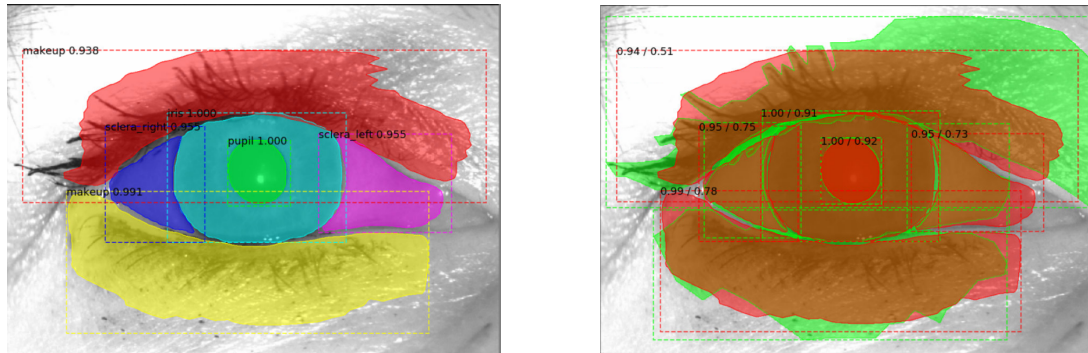 makeup 0.938
iris 1.000
sclera_right 0.955
pupil 1.000
sclera_left 0.955
makeup 0.991
0.94 / 0.51
1.00 / 0.91
0.95 / 0.75
0.95 / 0.73
1.00 / 0.92
0.99 / 0.78